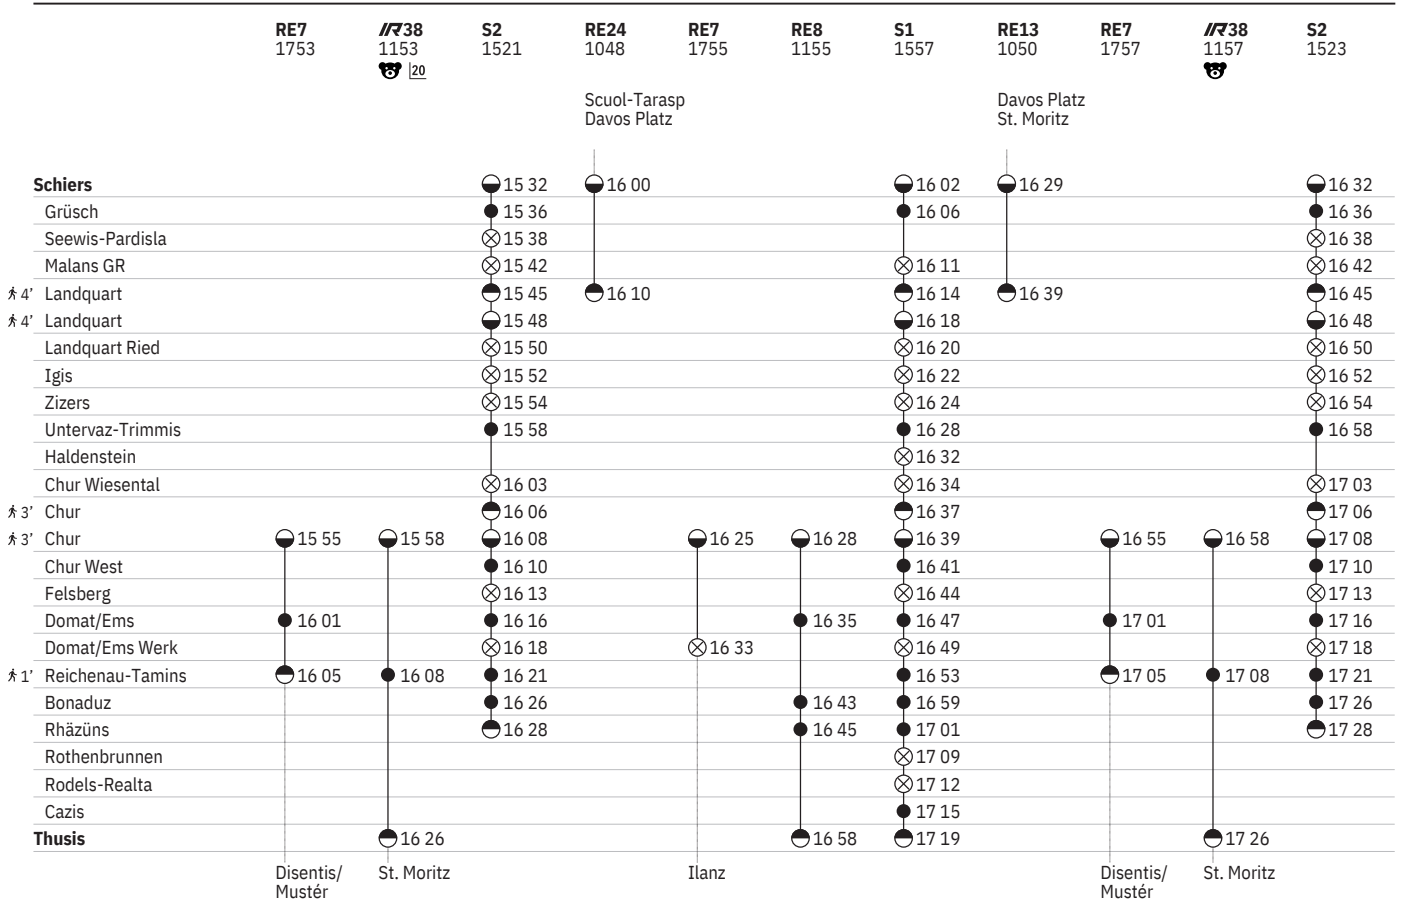 RE7 IR38 S2 RE24 RE7 RE8 S1 RE13 RE7 IR38 S2
1753 1153 1521 1048 1755 1155 1557 1050 1757 1157 1523
20
Scuol-Tarasp Davos Platz
Davos Platz St. Moritz
Schiers 15 32 16 00 16 02 16 29 16 32
Grüsch 15 36 16 06 16 36
Seewis-Pardisla 15 38 16 38
Malans GR 15 42 16 11 16 42
4’ Landquart 15 45 16 10 16 14 16 39 16 45
4’ Landquart 15 48 16 18 16 48
Landquart Ried 15 50 16 20 16 50
Igis 15 52 16 22 16 52
Zizers 15 54 16 24 16 54
Untervaz-Trimmis 15 58 16 28 16 58
Haldenstein 16 32
Chur Wiesental 16 03 16 34 17 03
3’ Chur 16 06 16 37 17 06
3’ Chur 15 55 15 58 16 08 16 25 16 28 16 39 16 55 16 58 17 08
Chur West 16 10 16 41 17 10
Felsberg 16 13 16 44 17 13
Domat/Ems 16 01 16 16 16 35 16 47 17 01 17 16
Domat/Ems Werk 16 18 16 33 16 49 17 18
1’ Reichenau-Tamins 16 05 16 08 16 21 16 53 17 05 17 08 17 21
Bonaduz 16 26 16 43 16 59 17 26
Rhäzüns 16 28 16 45 17 01 17 28
Rothenbrunnen 17 09
Rodels-Realta 17 12
Cazis 17 15
Thusis 16 26 16 58 17 19 17 26
Disentis/ St. Moritz Ilanz Disentis/ St. Moritz
Mustér Mustér